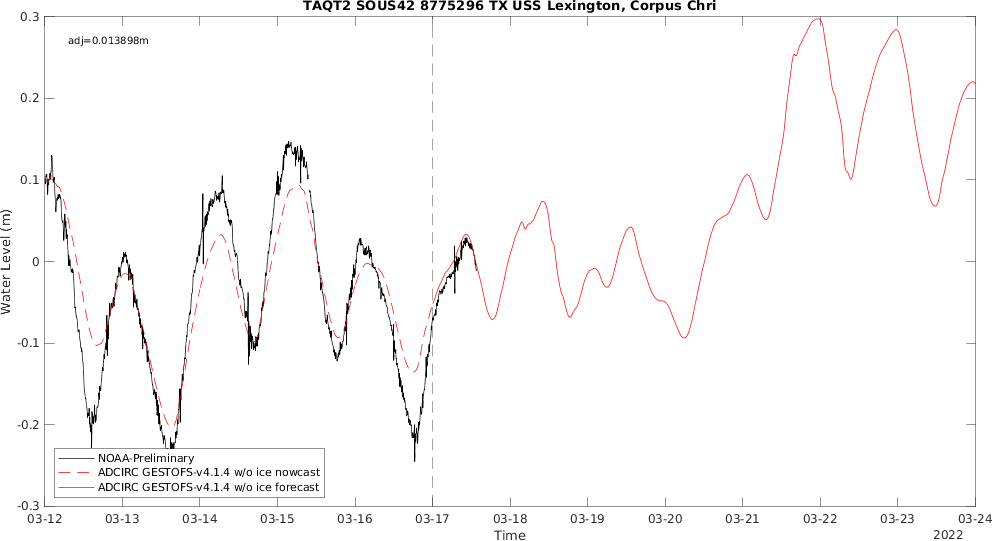 TAQT2 SOUS42 8775296 TX USS Lexington, Corpus Chri
adj=0.013898m
0.3
0.2
0.1
0
-0.1
-0.2
-0.3
Water Level (m)
NOAA-Preliminary
ADCIRC GESTOFS-v4.1.4 w/o ice nowcast
ADCIRC GESTOFS-v4.1.4 w/o ice forecast
03-12 03-13 03-14 03-15 03-16 03-17 03-18 03-19 03-20 03-21 03-22 03-23 03-24
Time
2022